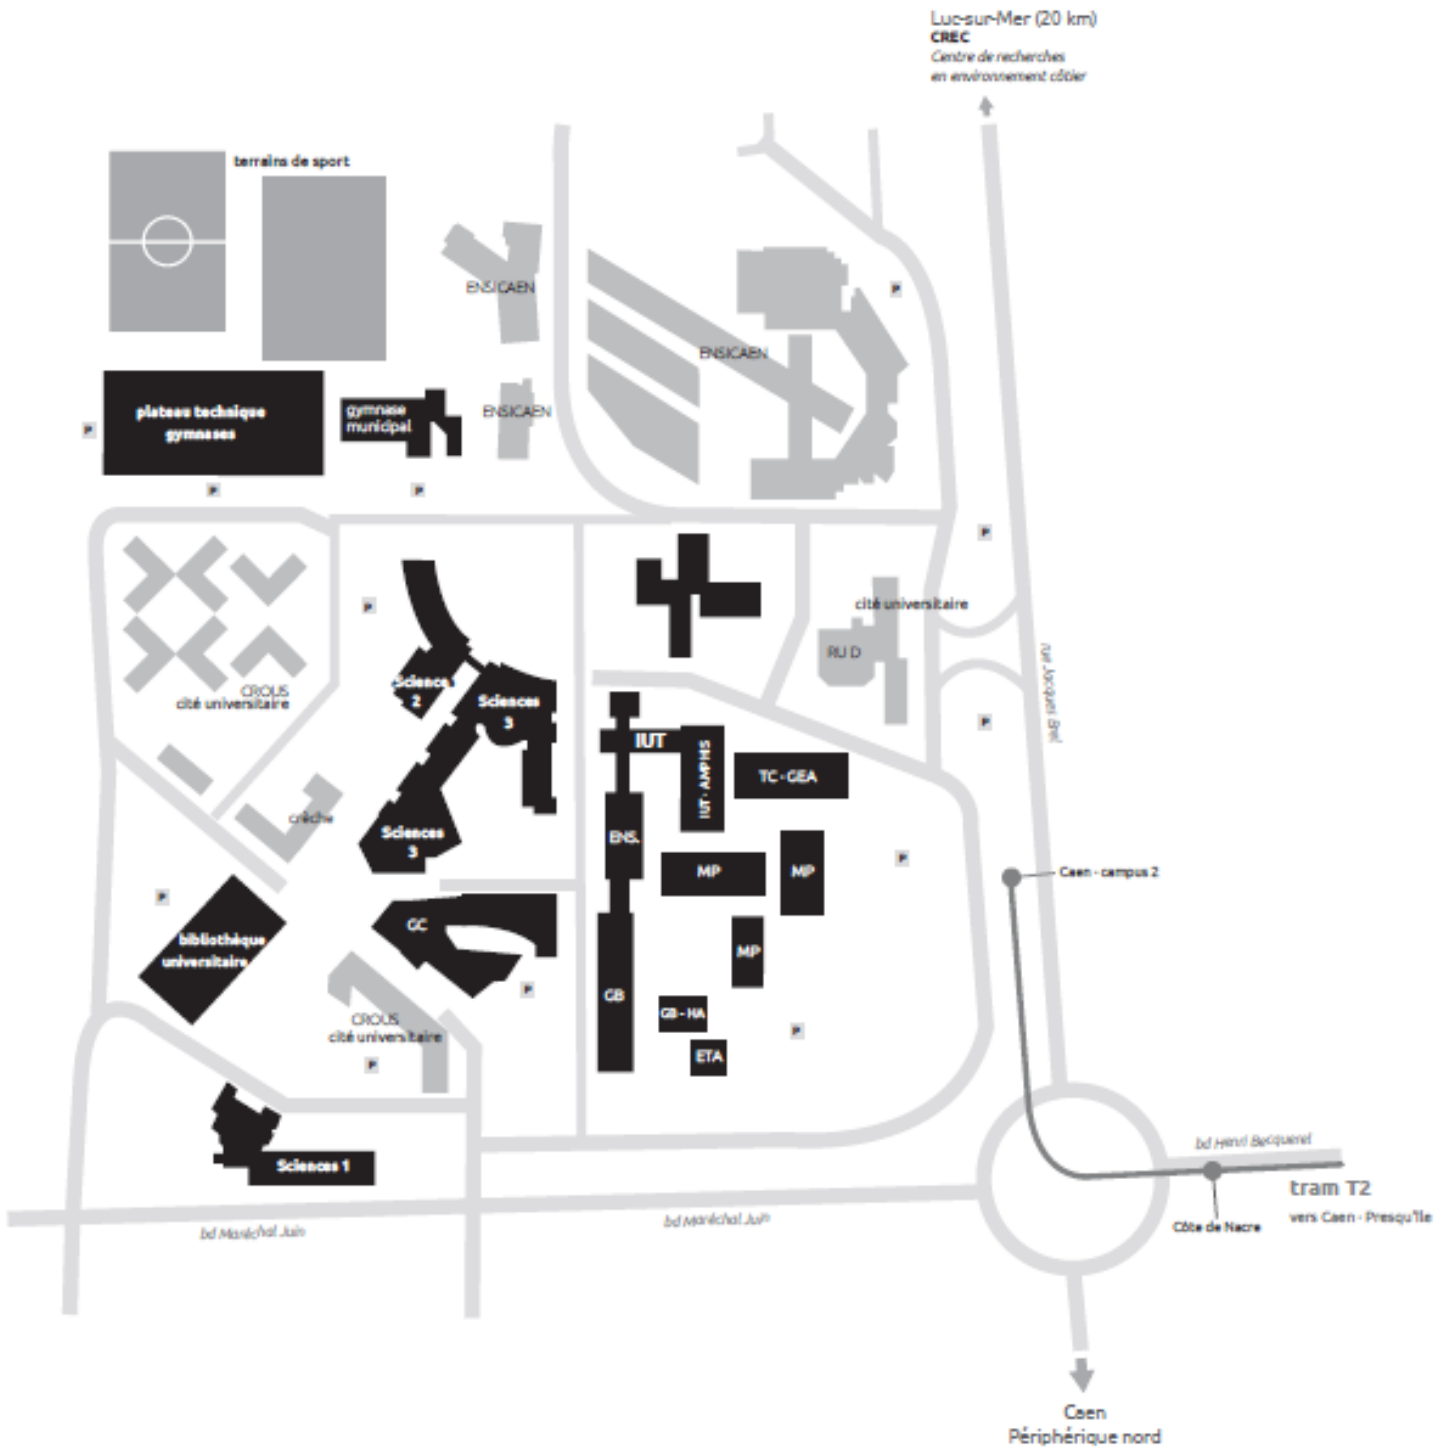 Luc-sur-Mer (20 km)
CREC
Centre de recherches
en environnement côtier
terrains de sport
ENSICAEN
P
ENSICAEN
plateau technique
gymnases
gymnase
municipal
ENSICAEN
P
P
P
P
P
cité universitaire
RU D
rue Jacques Brel
CROUS
cité universitaire
Science
2
Sciences
3
P
IUT
IUT - AMPHIS
TC - GEA
crèche
Sciences
3
ENS.
MP
MP
P
Caen - campus 2
P
GC
bibliothèque
universitaire
MP
P
GB
GB - HA
P
CROUS
cité universitaire
P
ETA
Sciences 1
bd Henri Becquerel
tram T2
vers Caen - Presqu'île
Côte de Nacre
bd Maréchal Juin
bd Maréchal Juin
Caen
Périphérique nord